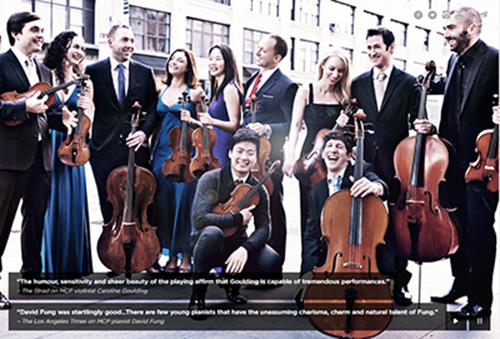 "The humour, sensitivity and sheer beauty of the playing affirm that Goulding is capable of tremendous performances."
– The Strad on MCP violinist Caroline Goulding
"David Fung was startlingly good...There are few young pianists that have the unassuming charisma, charm and natural talent of Fung."
– The Los Angeles Times on MCP pianist David Fung